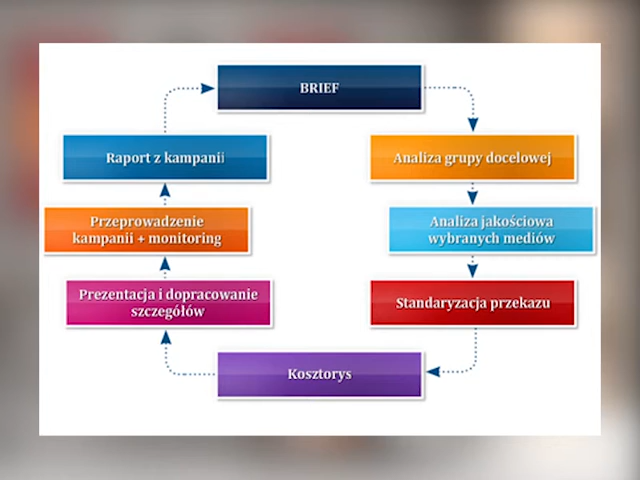 BRIEF
Analiza grupy docelowej
Analiza jakościowa
wybranych mediów
Standaryzacja przekazu
Kosztorys
Prezentacja i dopracowanie
szczegółów
Przeprowadzenie
kampanii + monitoring
Raport z kampanii